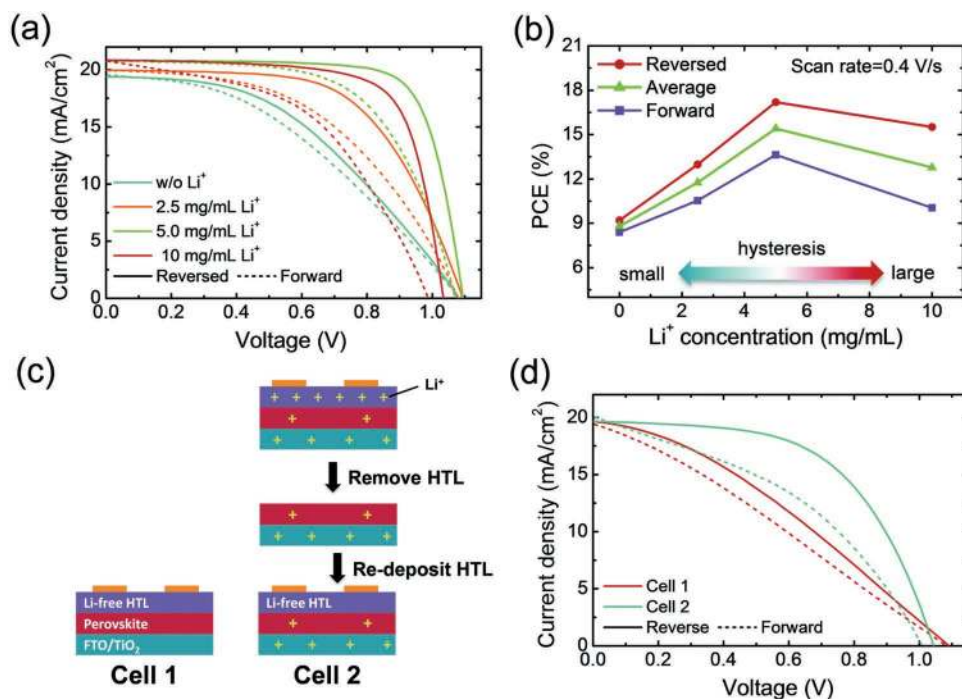 (a)
Current density (mA/cm²)
20
15
10
5
0
w/o Li⁺
2.5 mg/mL Li⁺
5.0 mg/mL Li⁺
10 mg/mL Li⁺
Reversed Forward
0.0 0.2 0.4 0.6 0.8 1.0
Voltage (V)
(b)
PCE (%)
21
18
15
12
9
6
Reversed
Average
Forward
Scan rate=0.4 V/s
hysteresis
small large
0 2 4 6 8 10
Li⁺ concentration (mg/mL)
(c)
+ + + + + +
Li⁺
+ +
+ + + +
Remove HTL
+ +
+ + + +
Re-deposit HTL
Li-free HTL
Perovskite
FTO/TiO₂
Cell 1
Li-free HTL
+ +
+ + + +
Cell 2
(d)
Current density (mA/cm²)
20
15
10
5
0
Cell 1
Cell 2
Reverse Forward
0.0 0.2 0.4 0.6 0.8 1.0
Voltage (V)